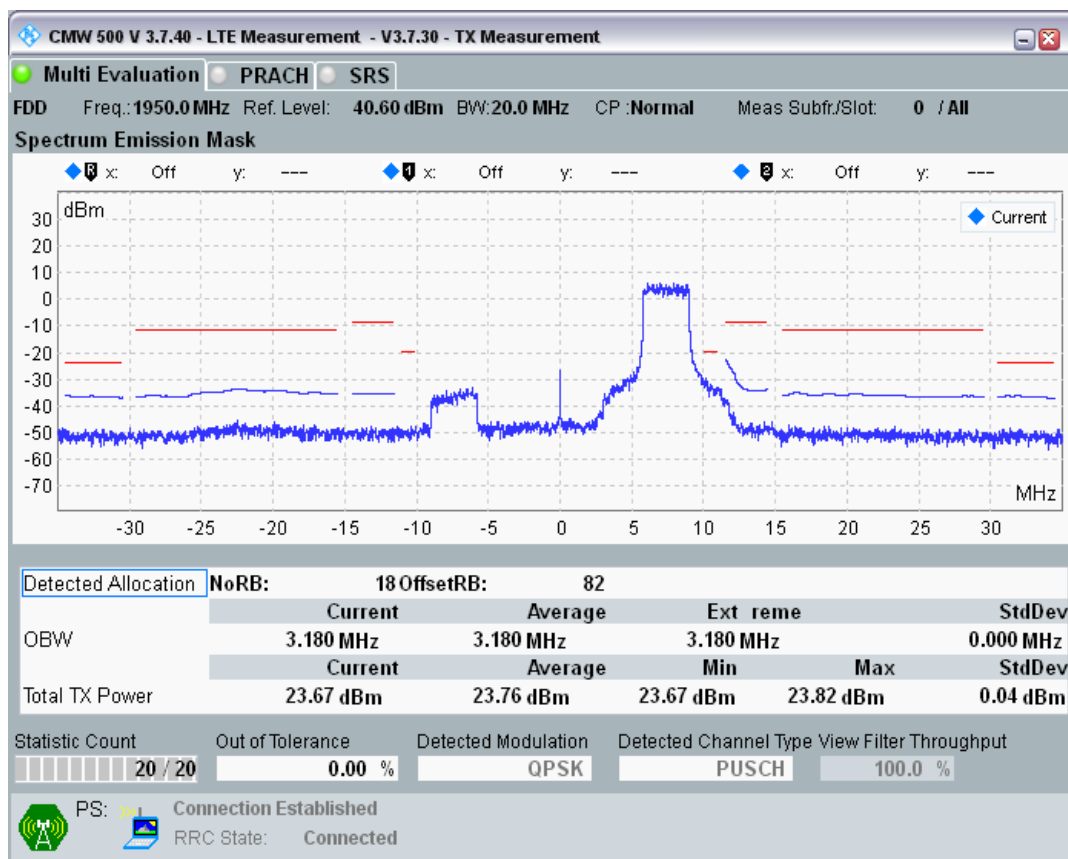 CMW 500 V 3.7.40 - LTE Measurement - V3.7.30 - TX Measurement
Multi Evaluation PRACH SRS
FDD Freq.: 1950.0 MHz Ref. Level: 40.60 dBm BW: 20.0 MHz CP : Normal Meas Subfr./Slot: 0 / All
Spectrum Emission Mask
R x: Off y: --- 1 x: Off y: --- 2 x: Off y: ---
dBm
Current
30
20
10
0
-10
-20
-30
-40
-50
-60
-70
MHz
-30 -25 -20 -15 -10 -5 0 5 10 15 20 25 30
Detected Allocation NoRB: 18 OffsetRB: 82
Current Average Ext reme StdDev
OBW 3.180 MHz 3.180 MHz 3.180 MHz 0.000 MHz
Current Average Min Max StdDev
Total TX Power 23.67 dBm 23.76 dBm 23.67 dBm 23.82 dBm 0.04 dBm
Statistic Count Out of Tolerance Detected Modulation Detected Channel Type View Filter Throughput
20 / 20 0.00 % QPSK PUSCH 100.0 %
PS: Connection Established
RRC State: Connected